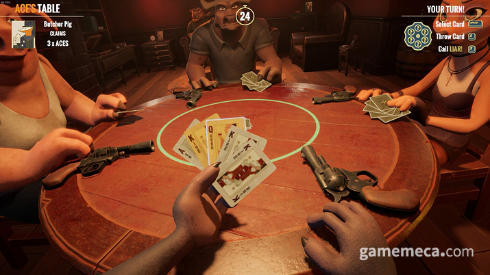 ACE'S TABLE
Butcher Pig
CLAIMS
3 x ACES
24
YOUR TURN!
Select Card
Throw Card
Call LIAR!
gamemeca.com